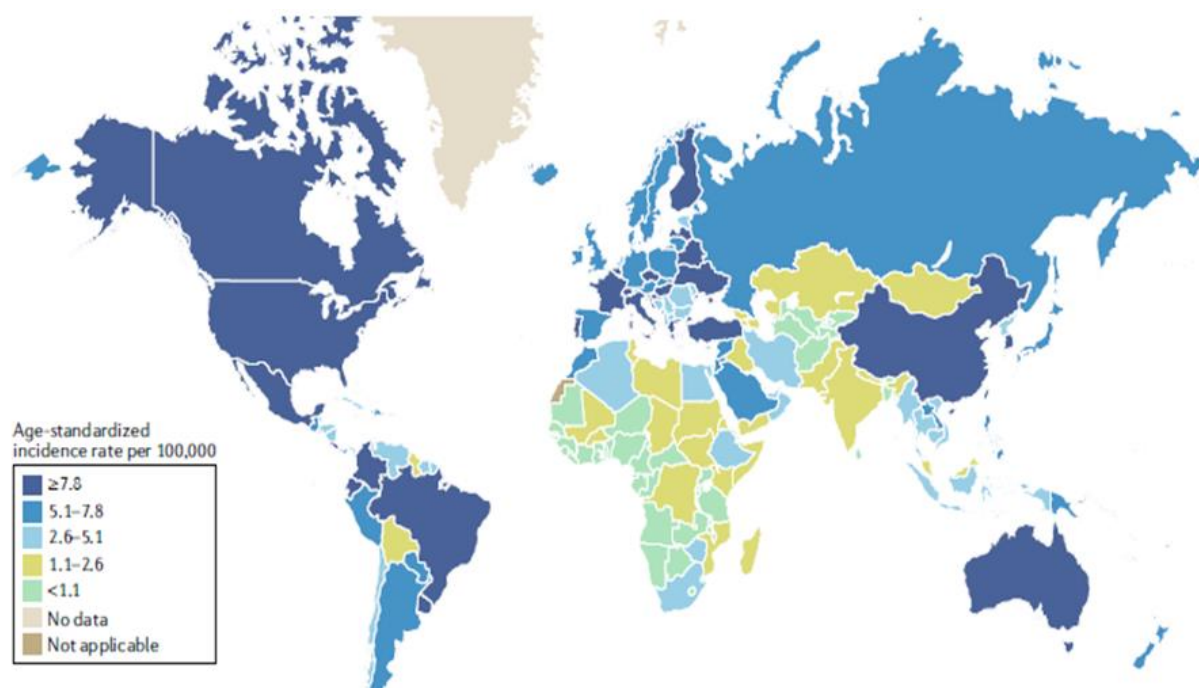 Age-standardized
incidence rate per 100,000
≥7.8
5.1–7.8
2.6–5.1
1.1–2.6
<1.1
No data
Not applicable